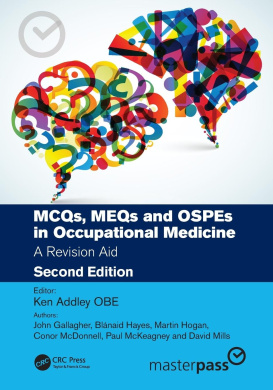 MCQs, MEQs and OSPEs
in Occupational Medicine
A Revision Aid
Second Edition
Editor:
Ken Addley OBE
Authors:
John Gallagher, Blánaid Hayes, Martin Hogan,
Conor McDonnell, Paul McKeagney and David Mills
CRC Press
Taylor & Francis Group
masterpass